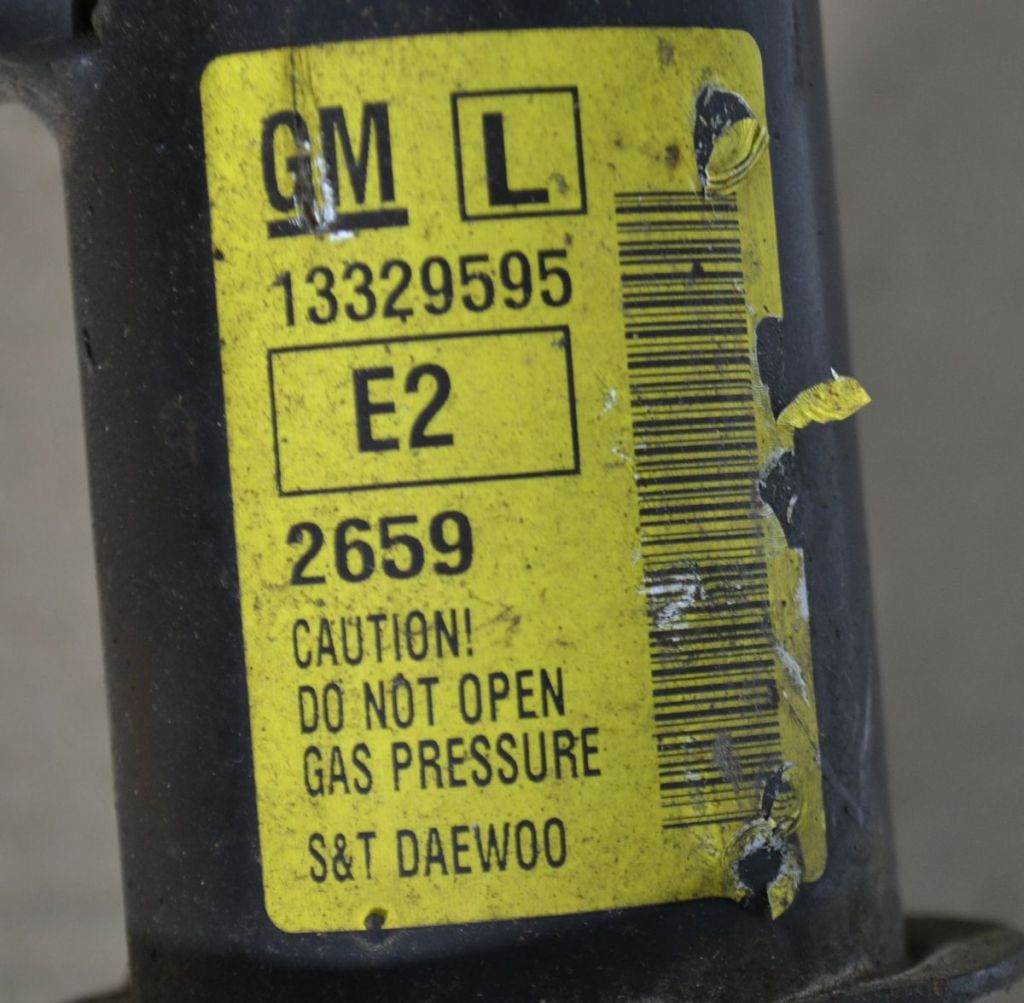 GM L
13329595
E2
2659
CAUTION!
DO NOT OPEN
GAS PRESSURE
S&T DAEWOO